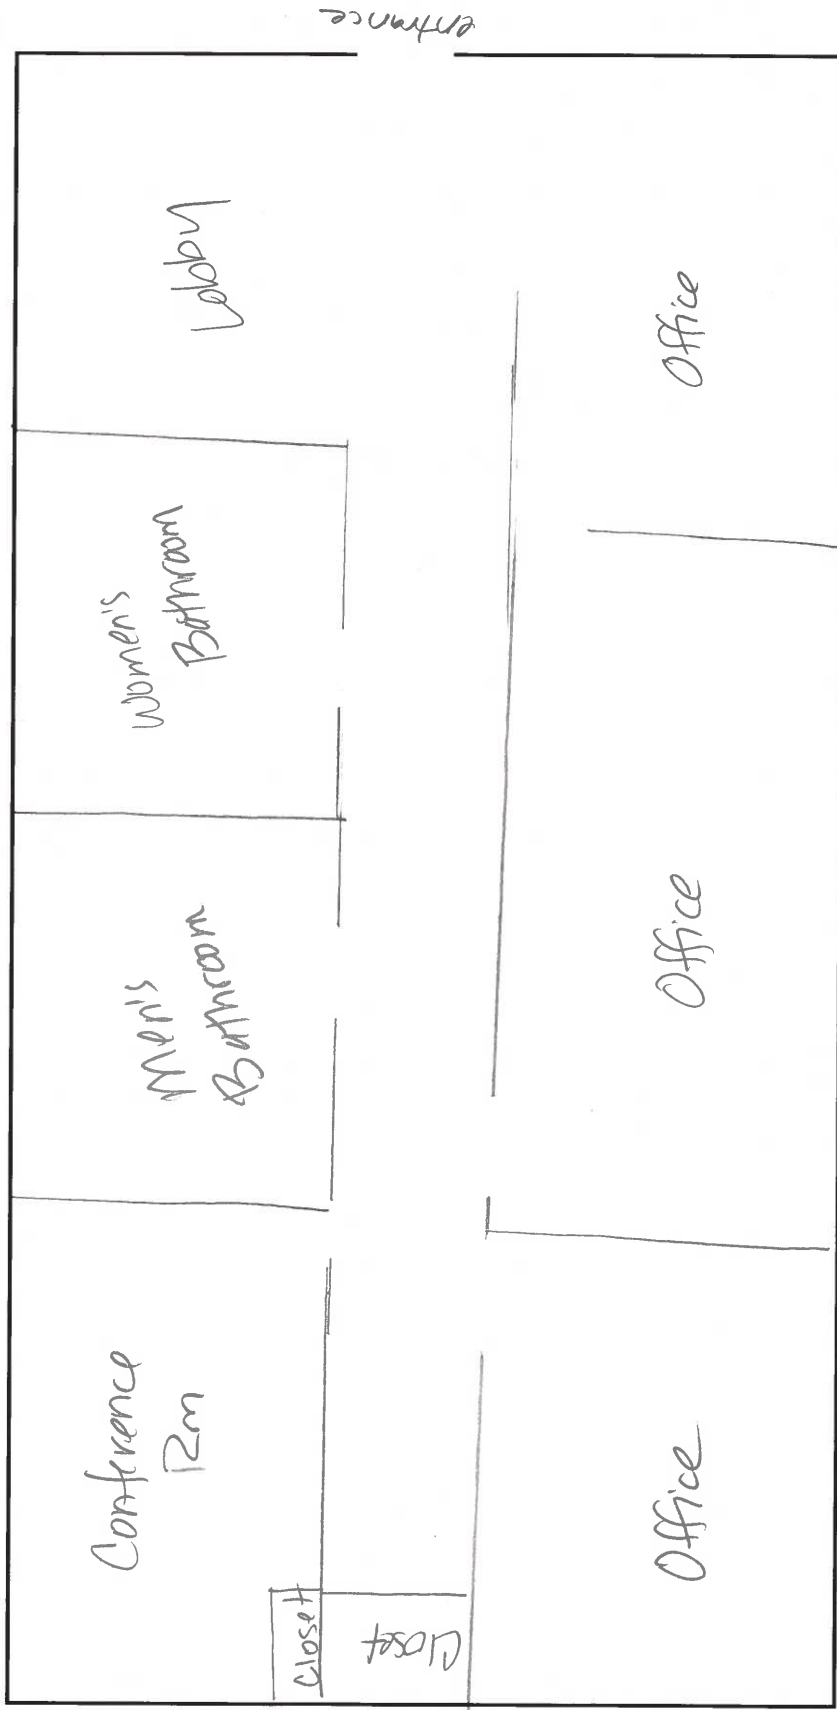 entrance
Lobby
Women's
Bathroom
Men's
Bathroom
Conference
Rm
Closet
Closet
Office
Office
Office